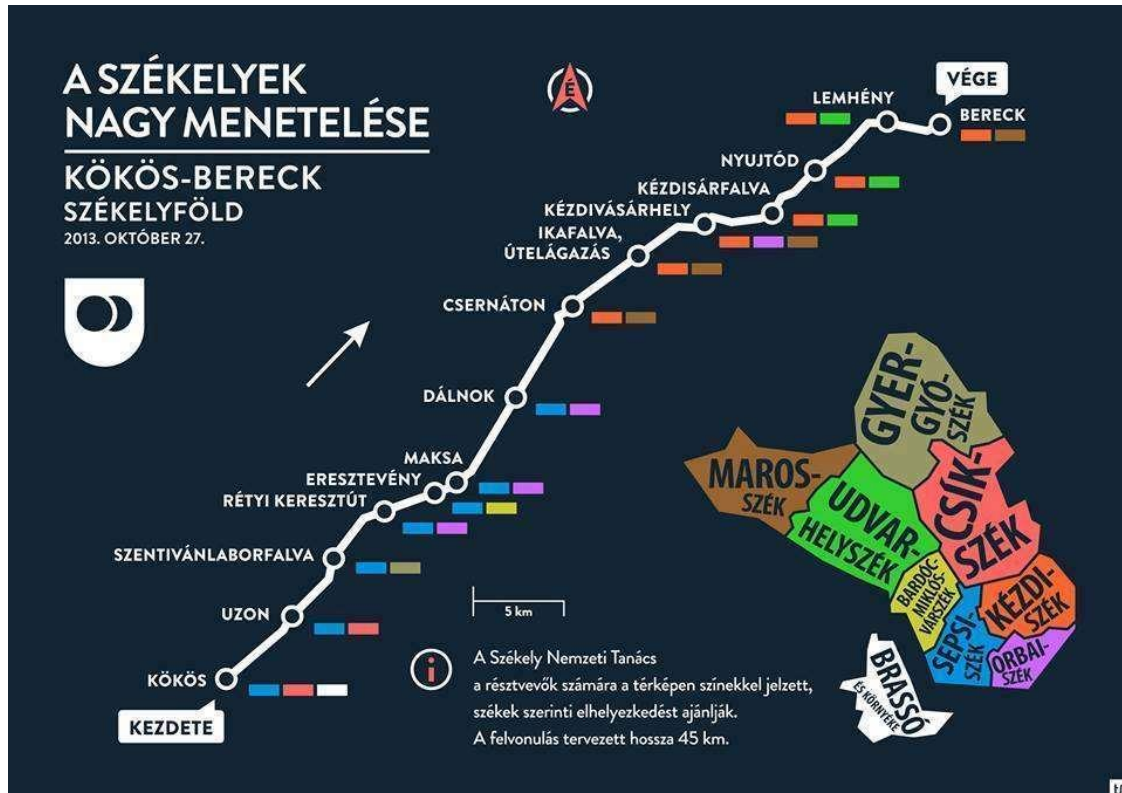 A SZÉKELYEK
NAGY MENETELÉSE
KÖKÖS-BERECK
SZÉKELYFÖLD
2013. OKTÓBER 27.
É
VÉGE
LEMHÉNY
BERECK
NYUJTÓD
KÉZDISÁRFALVA
KÉZDIVÁSÁRHELY
IKAFALVA,
ÚTELÁGAZÁS
CSERNÁTON
DÁLNOK
MAKSA
ERESZTEVÉNY
RÉTYI KERESZTÚT
SZENTIVÁNLABORFALVA
UZON
KÖKÖS
KEZDETE
5 km
i
A Székely Nemzeti Tanács
a résztvevők számára a térképen színekkel jelzett,
székek szerinti elhelyezkedést ajánlják.
A felvonulás tervezett hossza 45 km.
GYER-
GYÓ-
SZÉK
MAROS-
SZÉK
UDVAR-
HELYSZÉK
CSÍK-
SZÉK
BARDÓC-
MIKLÓS-
VÁRSZÉK
SEPSI-
SZÉK
KÉZDI-
SZÉK
ORBAI-
SZÉK
BRASSÓ
ÉS KÖRNYÉKE